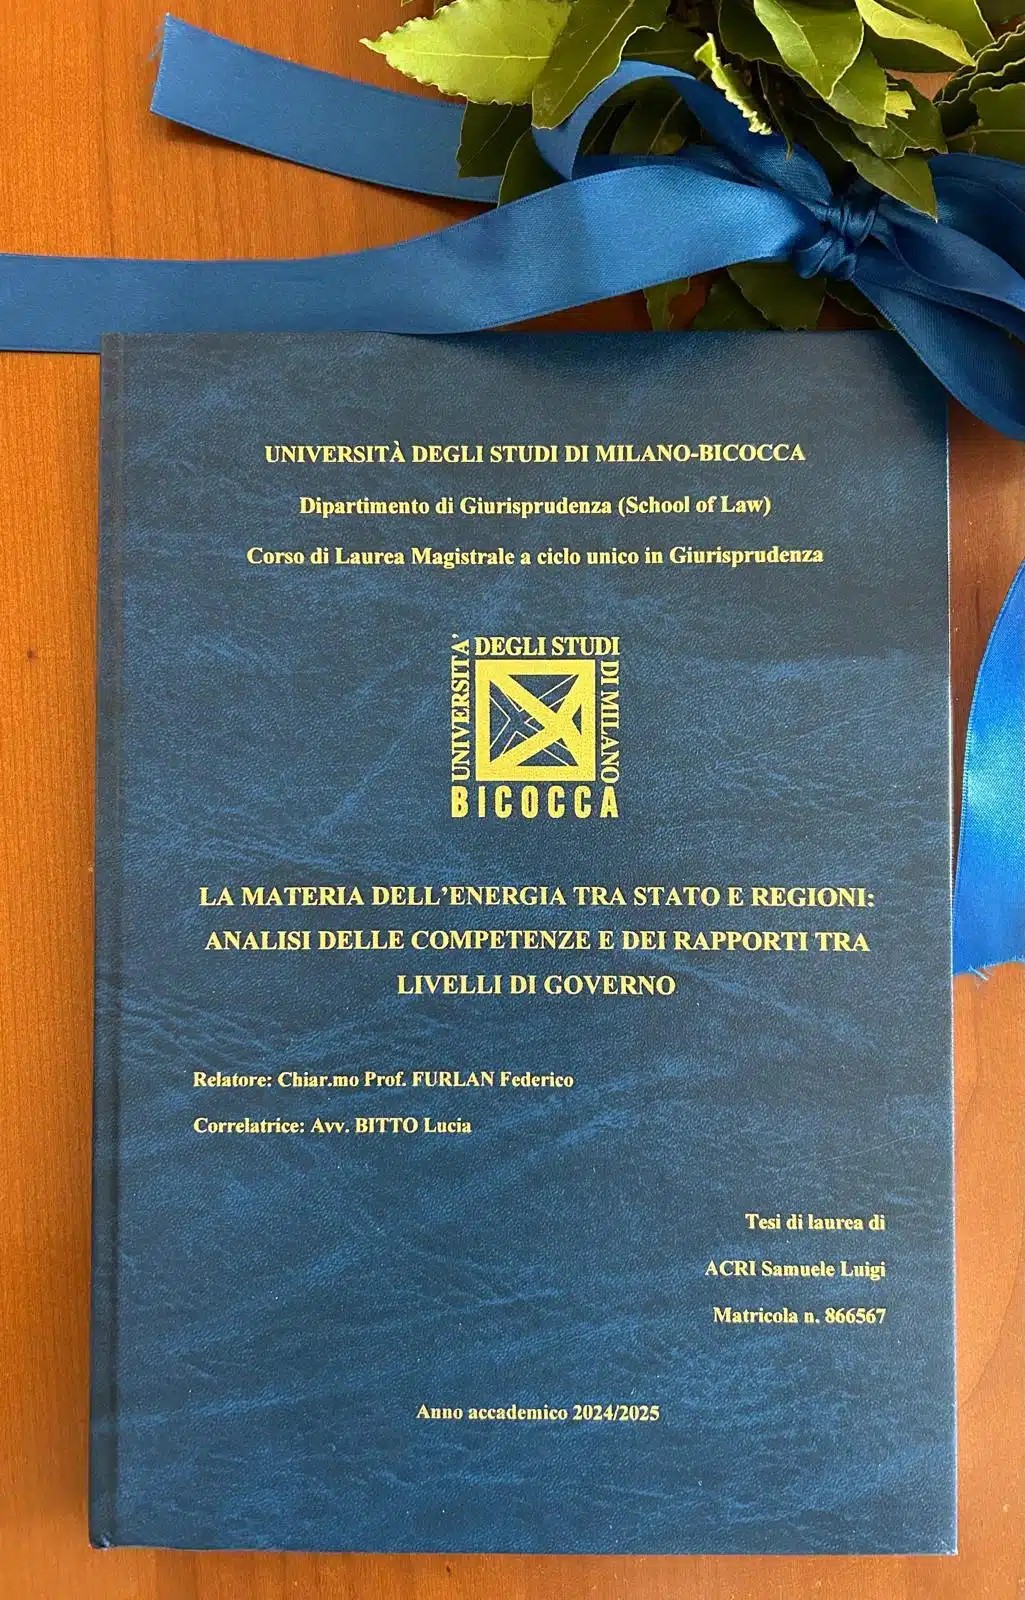 UNIVERSITÀ DEGLI STUDI DI MILANO-BICOCCA
Dipartimento di Giurisprudenza (School of Law)
Corso di Laurea Magistrale a ciclo unico in Giurisprudenza
UNIVERSITA'
DEGLI STUDI
DI MILANO
BICOCCA
LA MATERIA DELL'ENERGIA TRA STATO E REGIONI:
ANALISI DELLE COMPETENZE E DEI RAPPORTI TRA
LIVELLI DI GOVERNO
Relatore: Chiar.mo Prof. FURLAN Federico
Correlatrice: Avv. BITTO Lucia
Tesi di laurea di
ACRI Samuele Luigi
Matricola n. 866567
Anno accademico 2024/2025